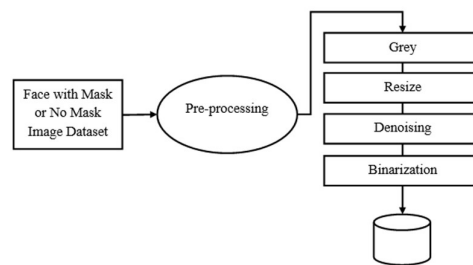 Face with Mask
or No Mask
Image Dataset
Pre-processing
Grey
Resize
Denoising
Binarization